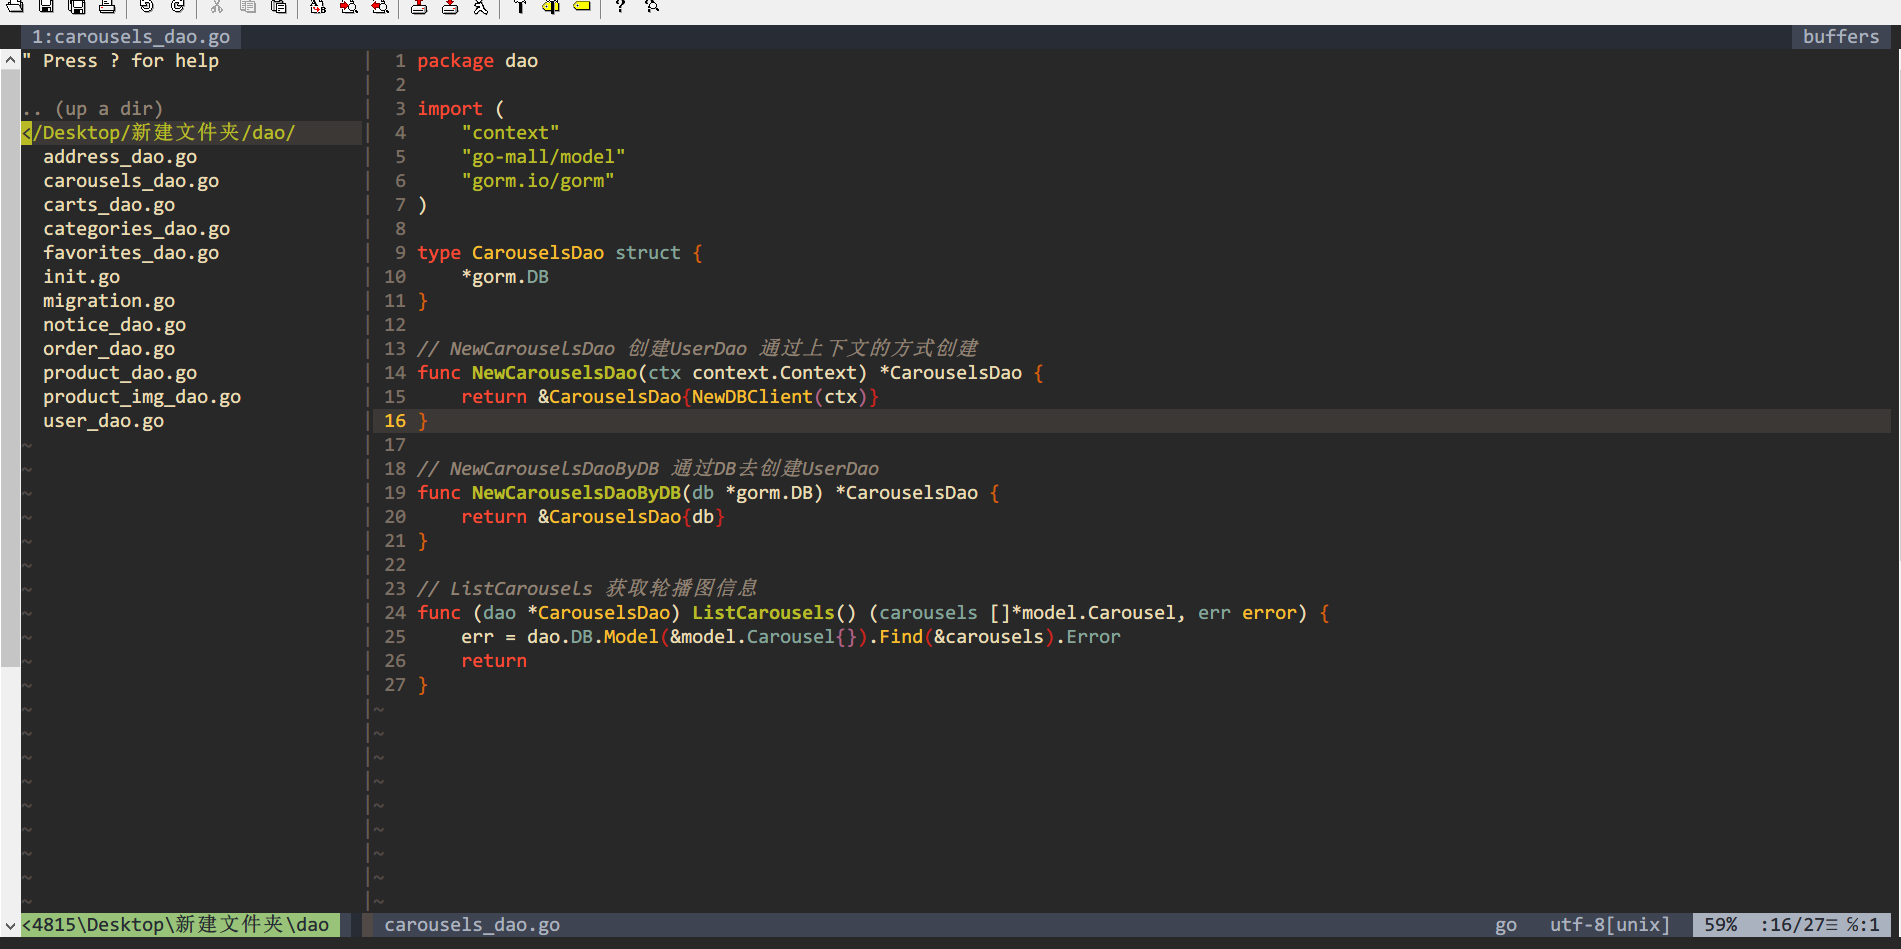 1:carousels_dao.go
buffers
" Press ? for help
.. (up a dir)
</Desktop/新建文件夹/dao/
address_dao.go
carousels_dao.go
carts_dao.go
categories_dao.go
favorites_dao.go
init.go
migration.go
notice_dao.go
order_dao.go
product_dao.go
product_img_dao.go
user_dao.go
1 package dao
2
3 import (
4     "context"
5     "go-mall/model"
6     "gorm.io/gorm"
7 )
8
9 type CarouselsDao struct {
10     *gorm.DB
11 }
12
13 // NewCarouselsDao 创建UserDao 通过上下文的方式创建
14 func NewCarouselsDao(ctx context.Context) *CarouselsDao {
15     return &CarouselsDao{NewDBClient(ctx)}
16 }
17
18 // NewCarouselsDaoByDB 通过DB去创建UserDao
19 func NewCarouselsDaoByDB(db *gorm.DB) *CarouselsDao {
20     return &CarouselsDao{db}
21 }
22
23 // ListCarousels 获取轮播图信息
24 func (dao *CarouselsDao) ListCarousels() (carousels []*model.Carousel, err error) {
25     err = dao.DB.Model(&model.Carousel{}).Find(&carousels).Error
26     return
27 }
<4815\Desktop\新建文件夹\dao
carousels_dao.go
go
utf-8[unix]
59% :16/27☰ ℅:1